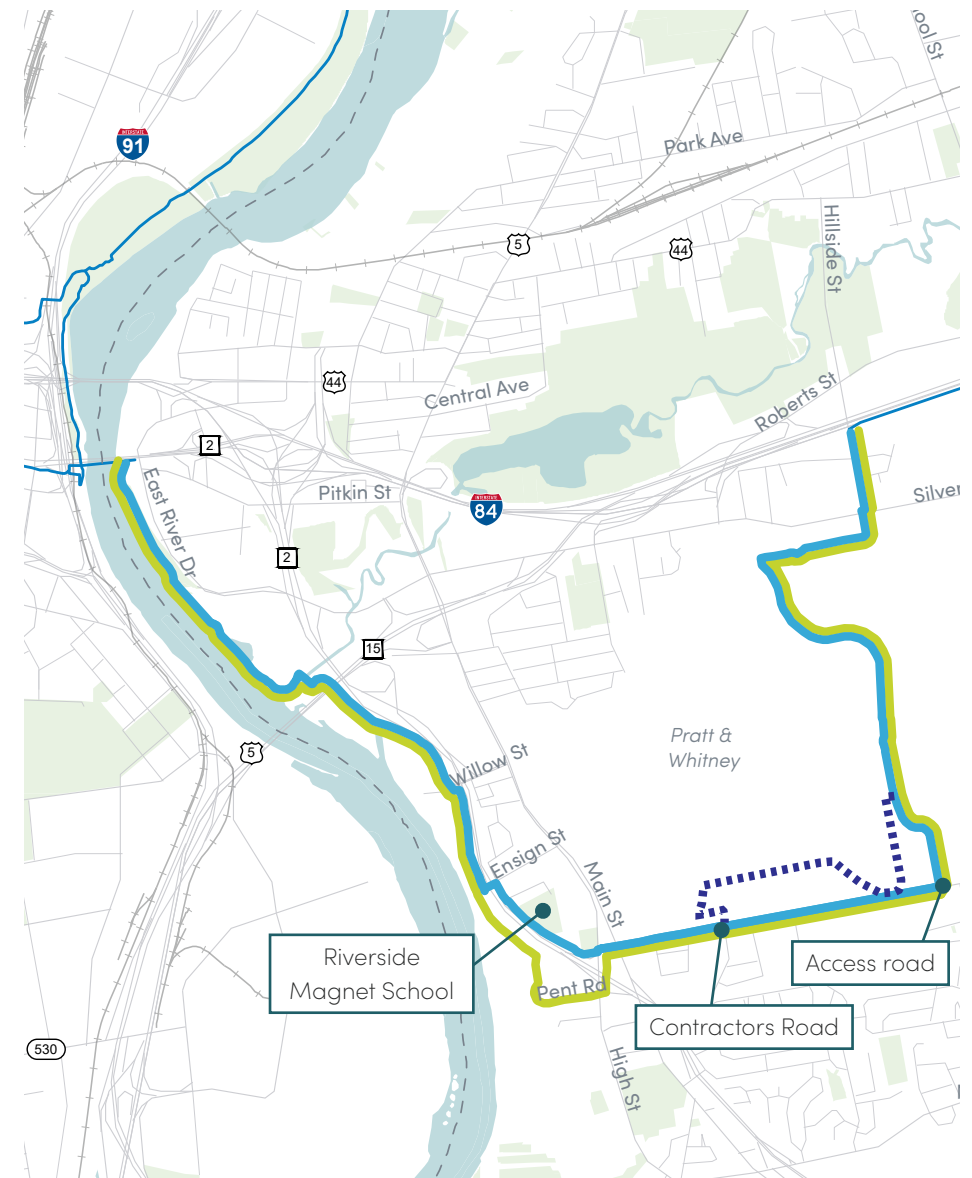 ool St
INTERSTATE
91
Park Ave
5
44
Hillside St
44
Central Ave
Roberts St
2
East River Dr
Pitkin St
INTERSTATE
84
Silver
2
15
5
Pratt &
Whitney
Willow St
Ensign St
Main St
Riverside
Magnet School
Access road
Pent Rd
Contractors Road
530
High St